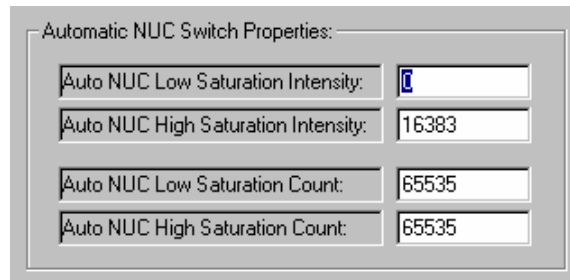 Automatic NUC Switch Properties:
Auto NUC Low Saturation Intensity: 0
Auto NUC High Saturation Intensity: 16383
Auto NUC Low Saturation Count: 65535
Auto NUC High Saturation Count: 65535